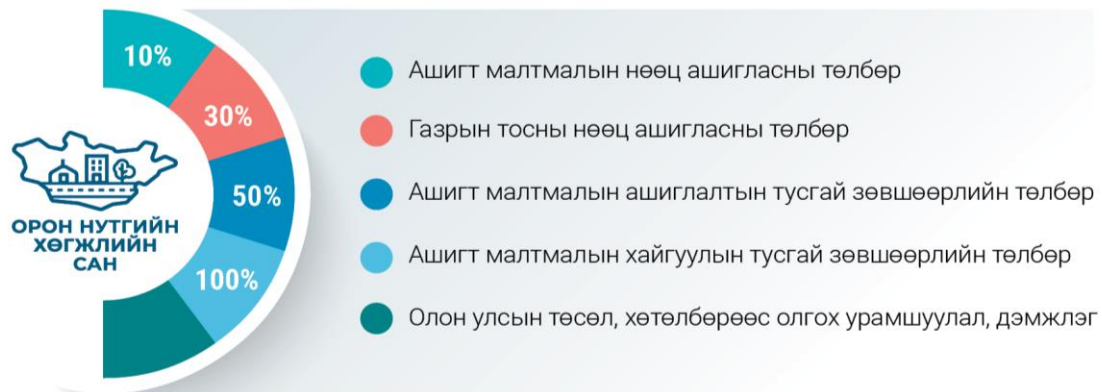 10%
30%
50%
100%
ОРОН НУТГИЙН
ХӨГЖЛИЙН
САН
Ашигт малтмалын нөөц ашигласны төлбөр
Газрын тосны нөөц ашигласны төлбөр
Ашигт малтмалын ашиглалтын тусгай зөвшөөрлийн төлбөр
Ашигт малтмалын хайгуулын тусгай зөвшөөрлийн төлбөр
Олон улсын төсөл, хөтөлбөрөөс олгох урамшуулал, дэмжлэг